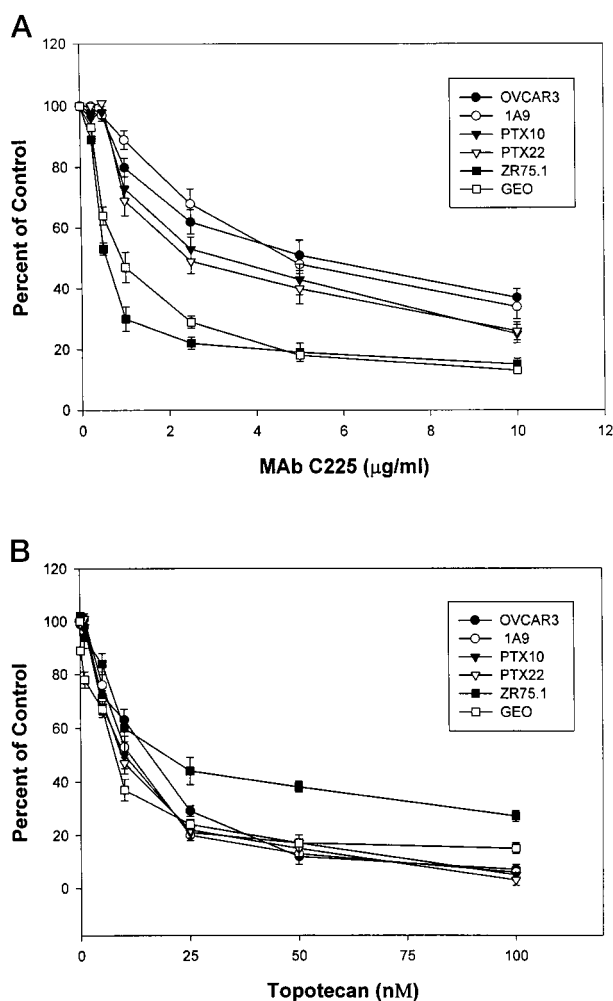 A
120
100
80
60
40
20
0
Percent of Control
OVCAR3
1A9
PTX10
PTX22
ZR75.1
GEO
0 2 4 6 8 10 12
MAb C225 (μg/ml)
B
120
100
80
60
40
20
0
Percent of Control
OVCAR3
1A9
PTX10
PTX22
ZR75.1
GEO
0 25 50 75 100
Topotecan (nM)